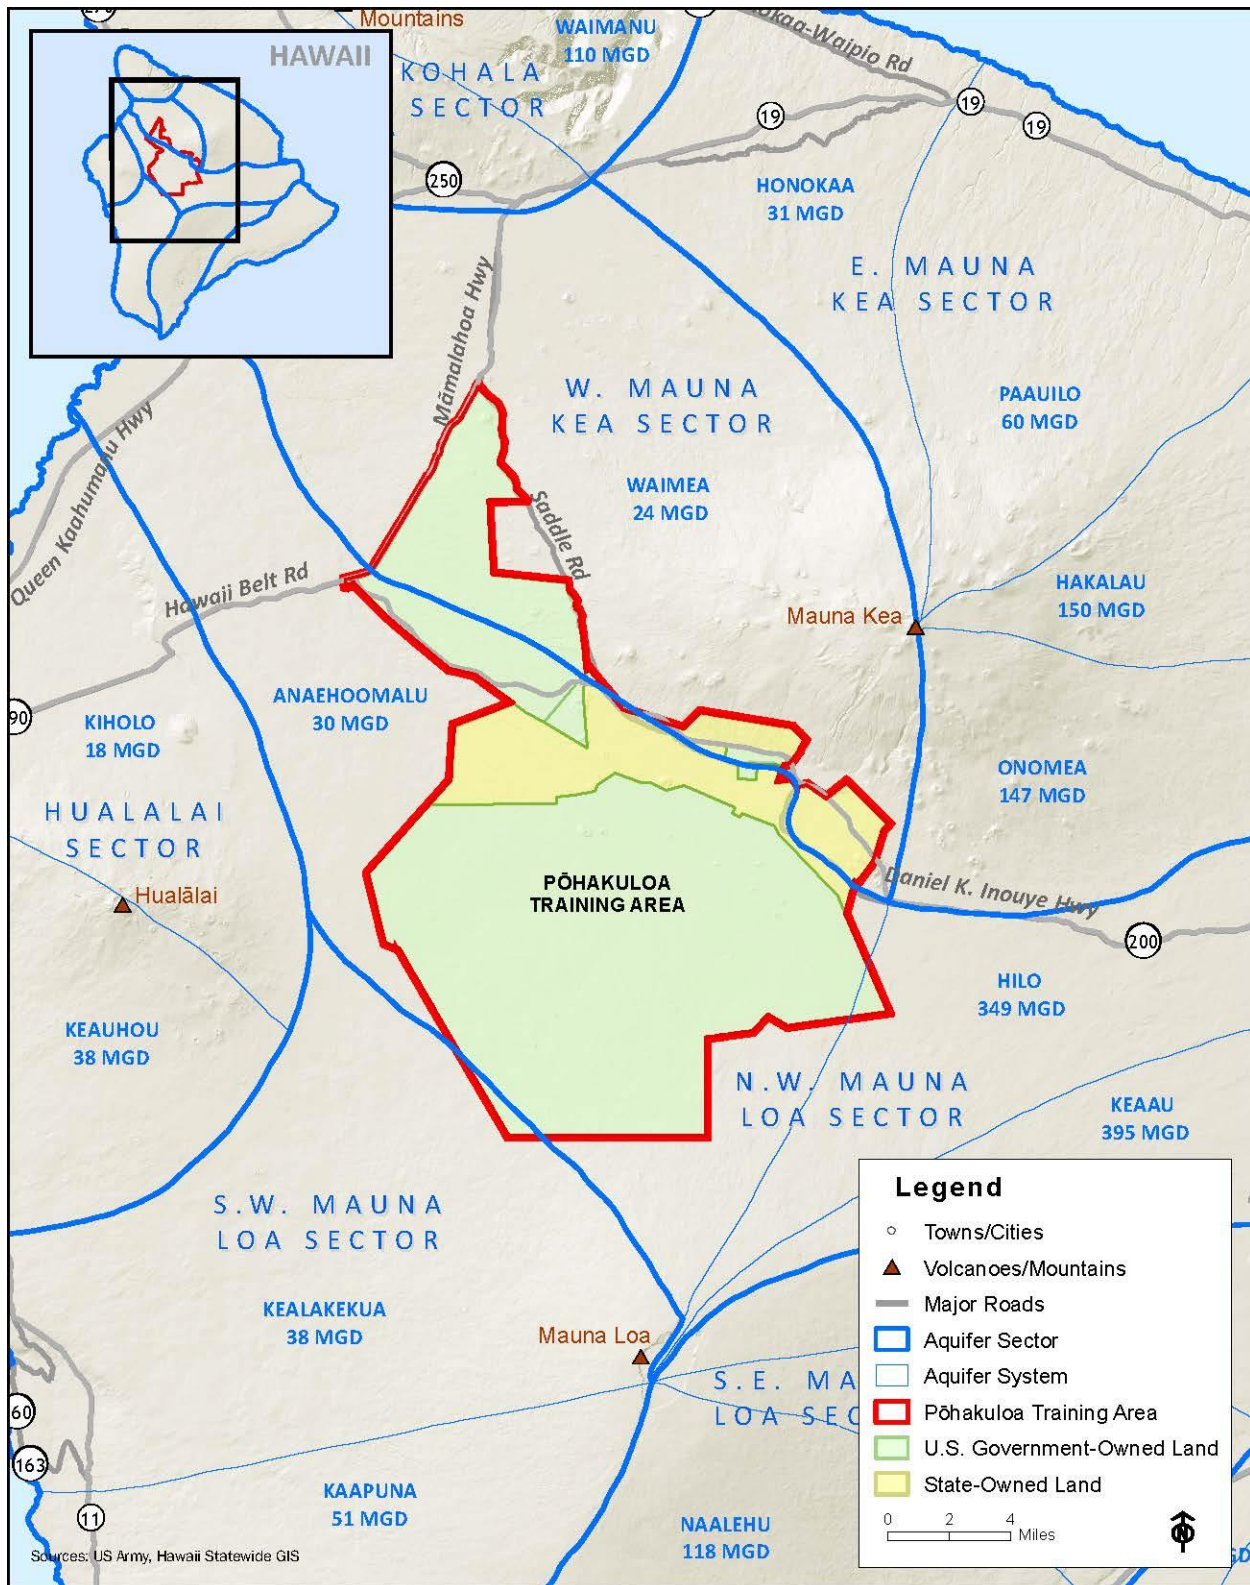 270
Mountains
WAIMANU
110 MGD
HAWAII
KOHALA
SECTOR
Rd
19
19
19
250
HONOKAA
31 MGD
E. MAUNA
KEA SECTOR
Māmalahoa Hwy
W. MAUNA
KEA SECTOR
PAAUILO
60 MGD
Queen Kaahumanu Hwy
WAIMEA
24 MGD
Saddle Rd
Hawaii Belt Rd
HAKALAU
150 MGD
Mauna Kea
ANAEHOOMALU
30 MGD
90
KIHOLO
18 MGD
ONOMEA
147 MGD
HUALALAI
SECTOR
Hualālai
PŌHAKULOA
TRAINING AREA
Daniel K. Inouye Hwy
200
HILO
349 MGD
KEAUHOU
38 MGD
N.W. MAUNA
LOA SECTOR
KEAAU
395 MGD
S.W. MAUNA
LOA SECTOR
KEALAKEKUA
38 MGD
Mauna Loa
S.E. MA
LOA SEC
60
163
11
KAAPUNA
51 MGD
NAALEHU
118 MGD
Legend
Towns/Cities
Volcanoes/Mountains
Major Roads
Aquifer Sector
Aquifer System
Pōhakuloa Training Area
U.S. Government-Owned Land
State-Owned Land
0 2 4
Miles
N
GD
Sources: US Army, Hawaii Statewide GIS